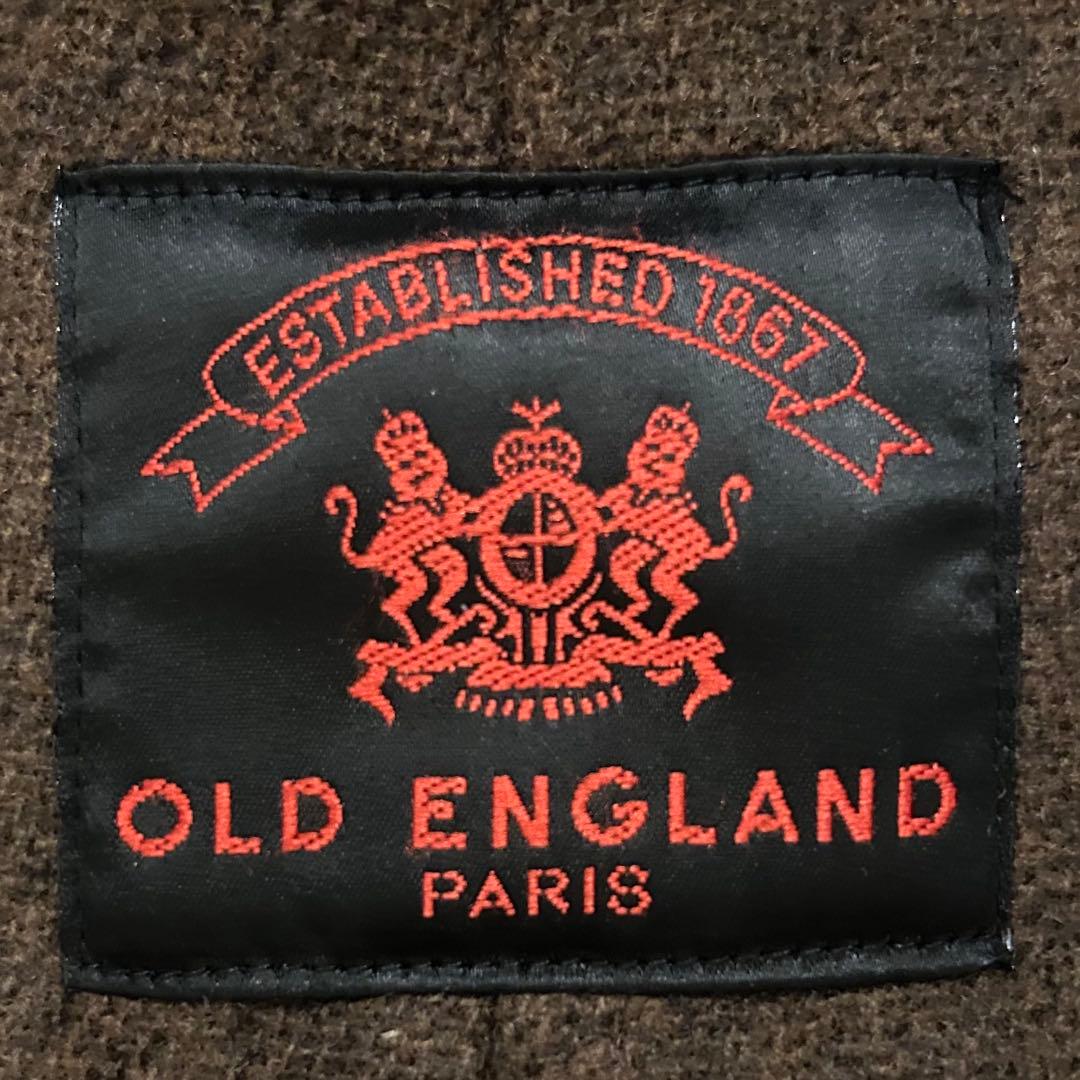 ESTABLISHED 1867
OLD ENGLAND
PARIS